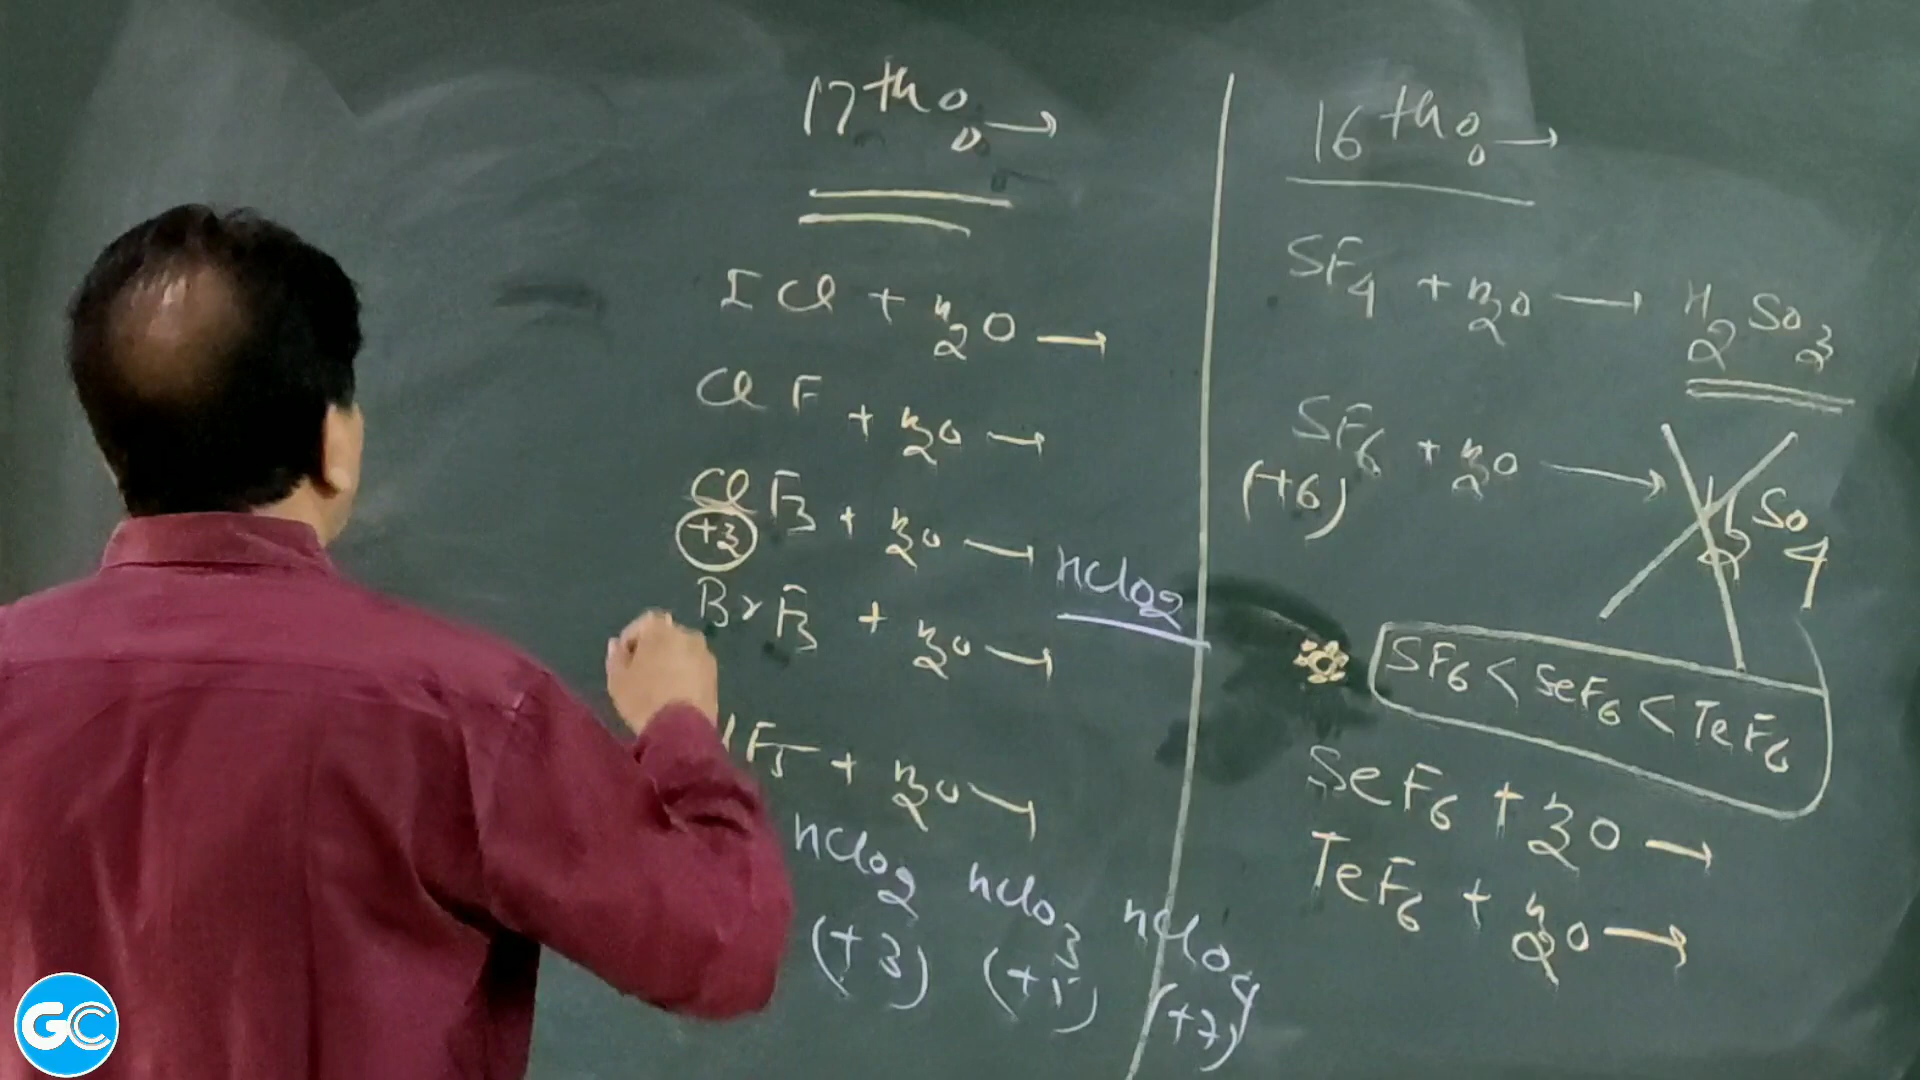 17th : →
ICl + H2O →
ClF + H2O →
ClF3 + H2O → HClO2
+3
BrF3 + H2O →
F5 + H2O →
HClO2 HClO3 HClO4
(+3) (+5) (+7)
16th : →
SF4 + H2O → H2SO3
SF6 + H2O → H2SO4
(+6)
SF6 < SeF6 < TeF6
SeF6 + H2O →
TeF6 + H2O →
GC